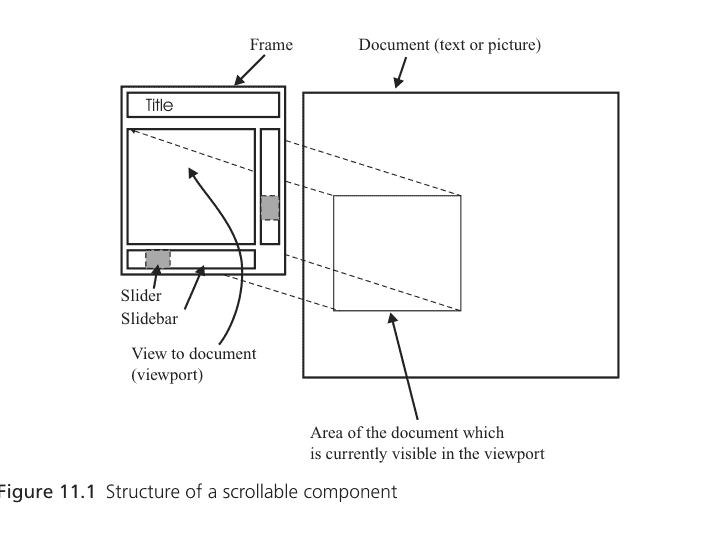 Frame
Document (text or picture)
Title
Slider
Slidebar
View to document
(viewport)
Area of the document which
is currently visible in the viewport
Figure 11.1 Structure of a scrollable component